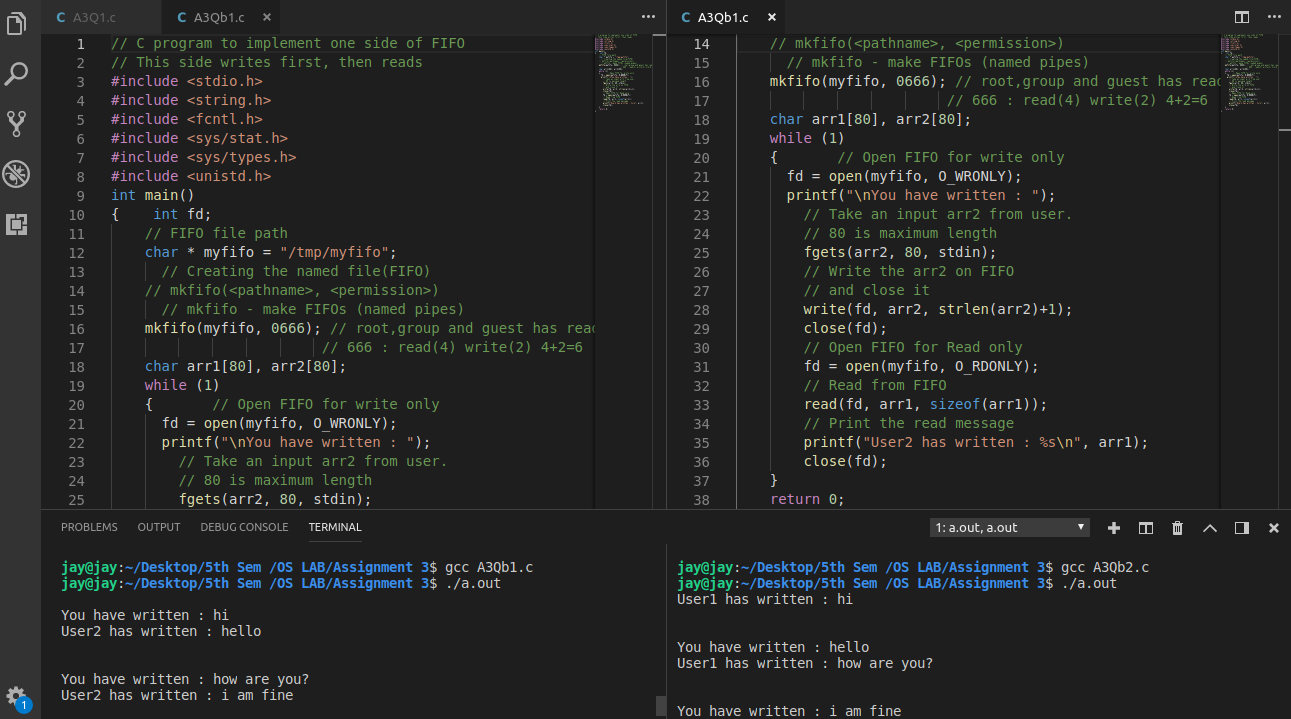 C A3Q1.c
C A3Qb1.c ×
1 // C program to implement one side of FIFO
2 // This side writes first, then reads
3 #include <stdio.h>
4 #include <string.h>
5 #include <fcntl.h>
6 #include <sys/stat.h>
7 #include <sys/types.h>
8 #include <unistd.h>
9 int main()
10 { int fd;
11 // FIFO file path
12 char * myfifo = "/tmp/myfifo";
13 // Creating the named file(FIFO)
14 // mkfifo(<pathname>, <permission>)
15 // mkfifo - make FIFOs (named pipes)
16 mkfifo(myfifo, 0666); // root,group and guest has read
17 // 666 : read(4) write(2) 4+2=6
18 char arr1[80], arr2[80];
19 while (1)
20 { // Open FIFO for write only
21 fd = open(myfifo, O_WRONLY);
22 printf("\nYou have written : ");
23 // Take an input arr2 from user.
24 // 80 is maximum length
25 fgets(arr2, 80, stdin);
C A3Qb1.c ×
14 // mkfifo(<pathname>, <permission>)
15 // mkfifo - make FIFOs (named pipes)
16 mkfifo(myfifo, 0666); // root,group and guest has read
17 // 666 : read(4) write(2) 4+2=6
18 char arr1[80], arr2[80];
19 while (1)
20 { // Open FIFO for write only
21 fd = open(myfifo, O_WRONLY);
22 printf("\nYou have written : ");
23 // Take an input arr2 from user.
24 // 80 is maximum length
25 fgets(arr2, 80, stdin);
26 // Write the arr2 on FIFO
27 // and close it
28 write(fd, arr2, strlen(arr2)+1);
29 close(fd);
30 // Open FIFO for Read only
31 fd = open(myfifo, O_RDONLY);
32 // Read from FIFO
33 read(fd, arr1, sizeof(arr1));
34 // Print the read message
35 printf("User2 has written : %s\n", arr1);
36 close(fd);
37 }
38 return 0;
PROBLEMS OUTPUT DEBUG CONSOLE TERMINAL
1: a.out, a.out
jay@jay:~/Desktop/5th Sem /OS LAB/Assignment 3$ gcc A3Qb1.c
jay@jay:~/Desktop/5th Sem /OS LAB/Assignment 3$ ./a.out
You have written : hi
User2 has written : hello
You have written : how are you?
User2 has written : i am fine
jay@jay:~/Desktop/5th Sem /OS LAB/Assignment 3$ gcc A3Qb2.c
jay@jay:~/Desktop/5th Sem /OS LAB/Assignment 3$ ./a.out
User1 has written : hi
You have written : hello
User1 has written : how are you?
You have written : i am fine
1